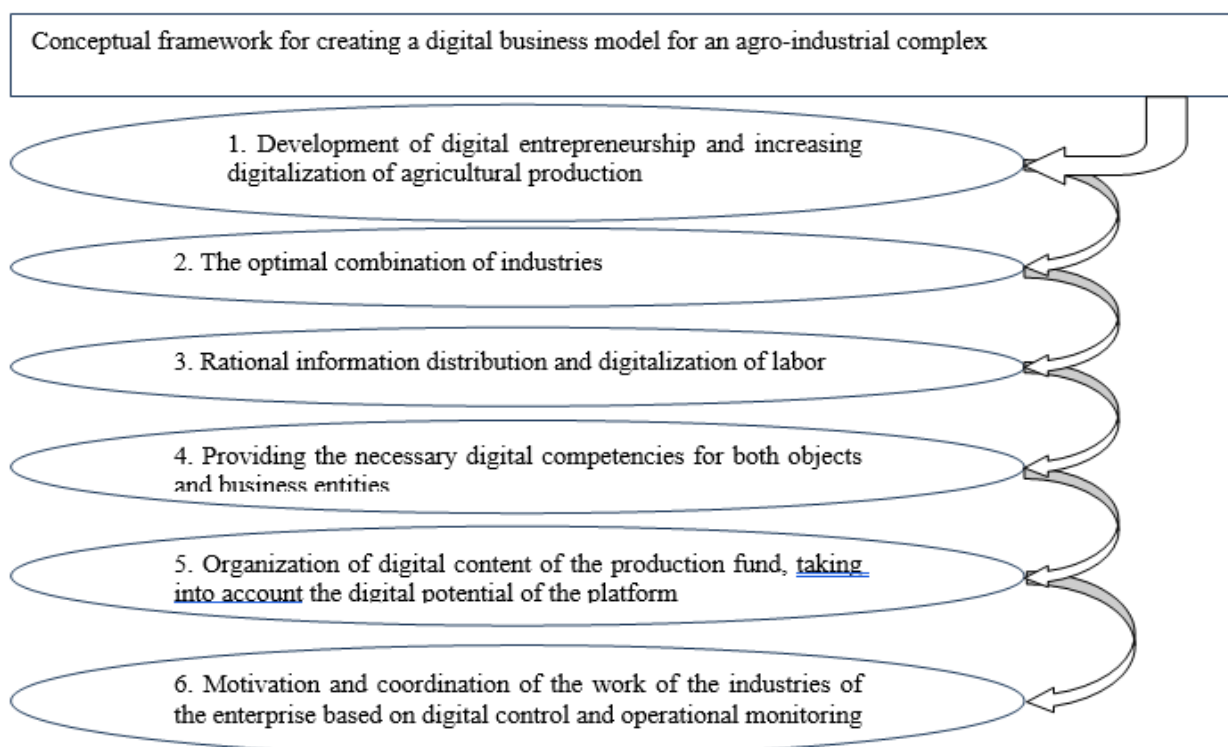 Conceptual framework for creating a digital business model for an agro-industrial complex
1. Development of digital entrepreneurship and increasing
digitalization of agricultural production
2. The optimal combination of industries
3. Rational information distribution and digitalization of labor
4. Providing the necessary digital competencies for both objects
and business entities
5. Organization of digital content of the production fund, taking
into account the digital potential of the platform
6. Motivation and coordination of the work of the industries of
the enterprise based on digital control and operational monitoring